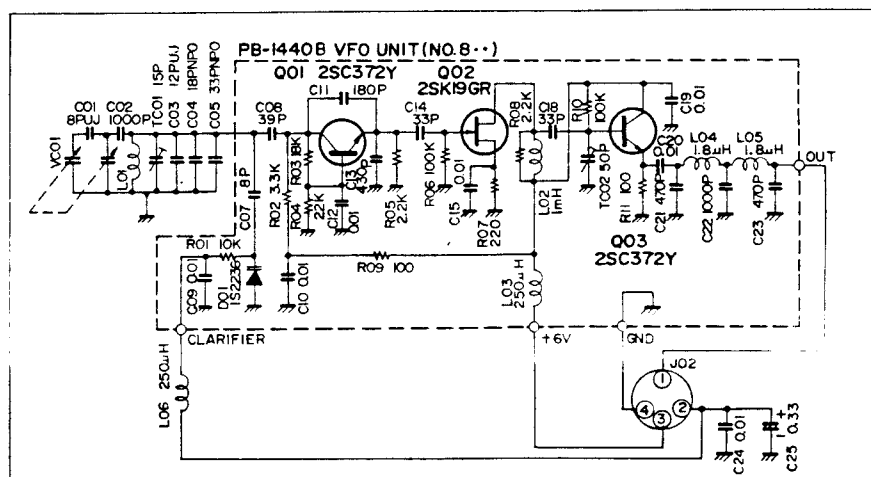 PB-1440B VFO UNIT (NO. 8··)
Q01 2SC372Y
Q02 2SK19GR
C01 8PUJ
C02 1000P
TC01 15P
C03 12PUJ
C04 18PNPO
C05 33PNPO
VC01
L01
C08 39P
C11 180P
C07 8P
R02 3.3K
R03 18K
R04 22K
C12 .001
C13 430P
R05 2.2K
C14 33P
R06 100K
C15 0.01
R07 220
R08 2.2K
L02 1mH
C18 33P
R10 100K
TC02 50P
C19 0.01
C20 0.01
R11 100
C21 470P
L04 1.8μH
C22 1000P
L05 1.8μH
C23 470P
OUT
Q03 2SC372Y
R01 10K
C09 0.01
D01 1S2236
C10 0.01
R09 100
L03 250μH
CLARIFIER
+6V
GND
L06 250μH
J02
1
4
3
2
C24 0.01
+
-
C25 0.33